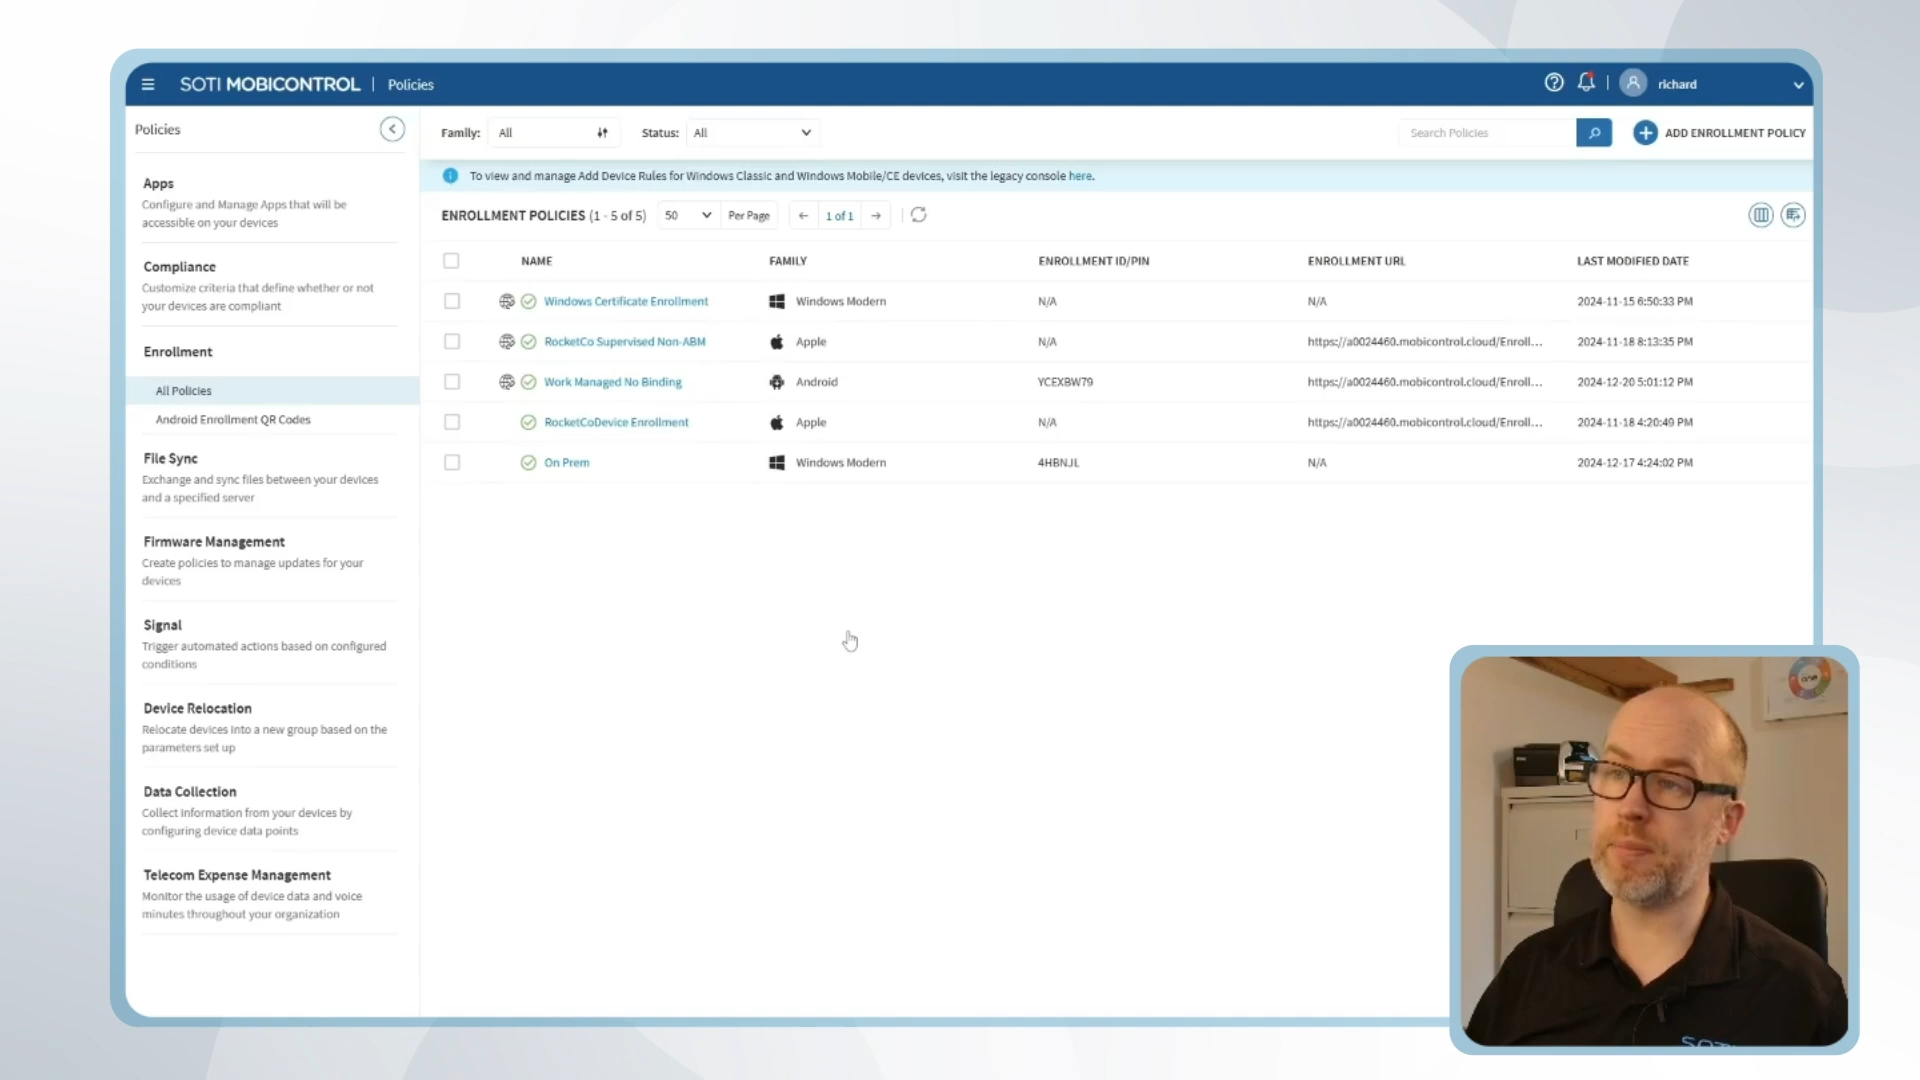 SOTI MOBICONTROL | Policies
richard
Policies
Apps
Configure and Manage Apps that will be
accessible on your devices
Compliance
Customize criteria that define whether or not
your devices are compliant
Enrollment
All Policies
Android Enrollment QR Codes
File Sync
Exchange and sync files between your devices
and a specified server
Firmware Management
Create policies to manage updates for your
devices
Signal
Trigger automated actions based on configured
conditions
Device Relocation
Relocate devices into a new group based on the
parameters set up
Data Collection
Collect information from your devices by
configuring device data points
Telecom Expense Management
Monitor the usage of device data and voice
minutes throughout your organization
Family: All Status: All Search Policies ADD ENROLLMENT POLICY
To view and manage Add Device Rules for Windows Classic and Windows Mobile/CE devices, visit the legacy console here.
ENROLLMENT POLICIES (1 - 5 of 5) 50 Per Page 1 of 1
NAME FAMILY ENROLLMENT ID/PIN ENROLLMENT URL LAST MODIFIED DATE
Windows Certificate Enrollment Windows Modern N/A N/A 2024-11-15 6:50:33 PM
RocketCo Supervised Non-ABM Apple N/A https://a0024460.mobicontrol.cloud/Enroll... 2024-11-18 8:13:35 PM
Work Managed No Binding Android YCEXBW79 https://a0024460.mobicontrol.cloud/Enroll... 2024-12-20 5:01:12 PM
RocketCoDevice Enrollment Apple N/A https://a0024460.mobicontrol.cloud/Enroll... 2024-11-18 4:20:49 PM
On Prem Windows Modern 4HBNJL N/A 2024-12-17 4:24:02 PM
one
SOTI